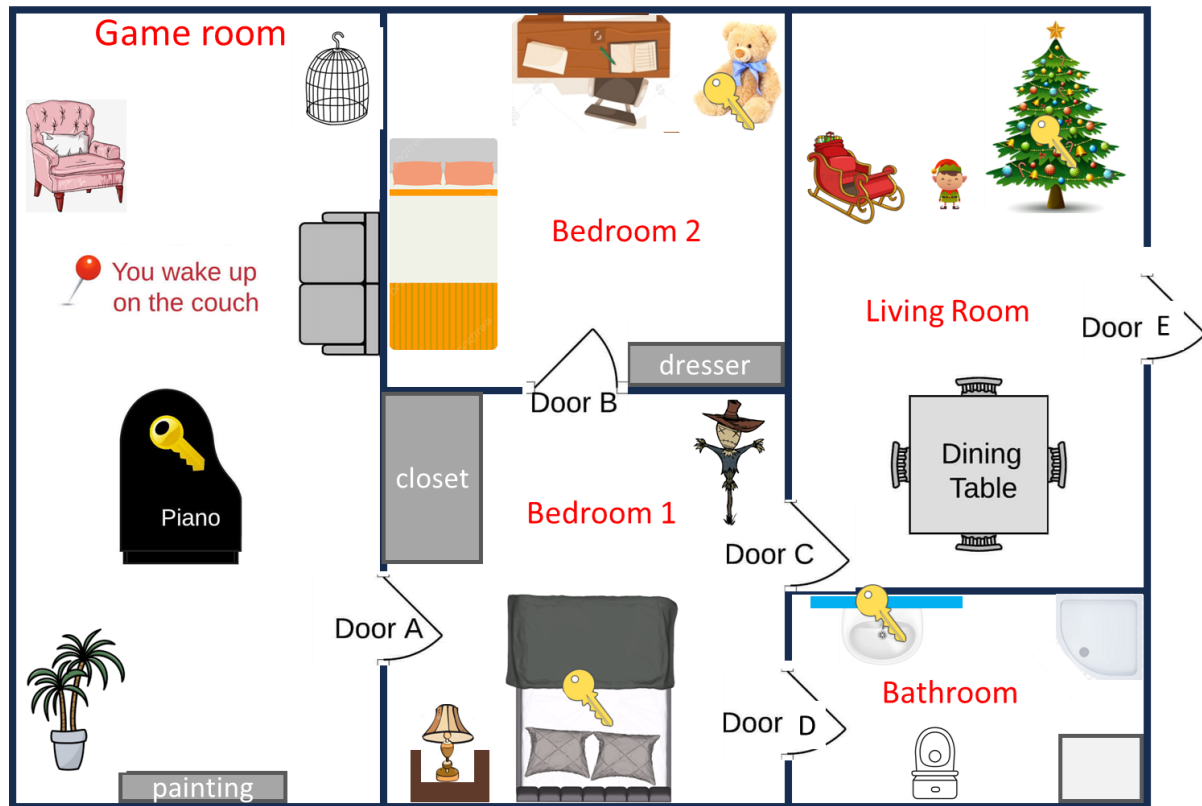 Game room
You wake up
on the couch
Bedroom 2
Living Room
Door E
dresser
Door B
closet
Dining
Table
Piano
Bedroom 1
Door C
Door A
Bathroom
Door D
painting